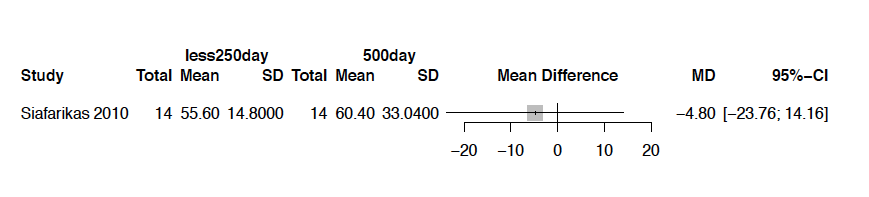 less250day 500day
Study Total Mean SD Total Mean SD Mean Difference MD 95%−CI
Siafarikas 2010 14 55.60 14.8000 14 60.40 33.0400 −4.80 [−23.76; 14.16]
−20 −10 0 10 20